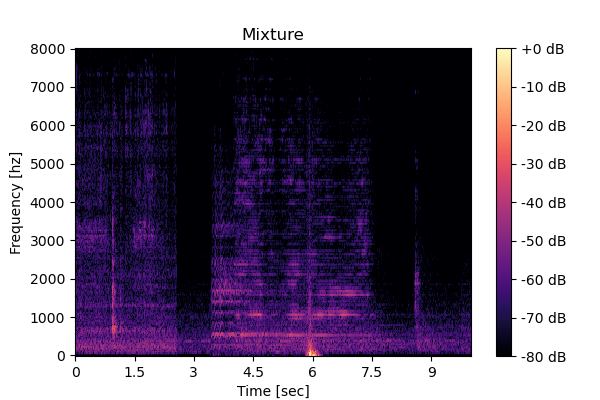 Mixture
8000
7000
6000
5000
4000
3000
2000
1000
0
Frequency [hz]
0
1.5
3
4.5
6
7.5
9
Time [sec]
+0 dB
-10 dB
-20 dB
-30 dB
-40 dB
-50 dB
-60 dB
-70 dB
-80 dB